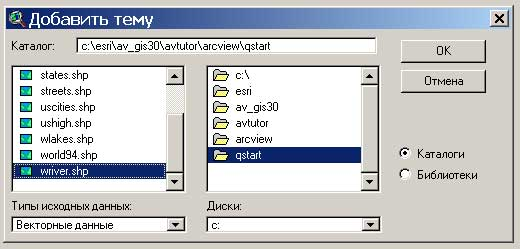 Добавить тему
Каталог: c:\esri\av_gis30\avtutor\arcview\qstart
OK
Отмена
states.shp
streets.shp
uscities.shp
ushigh.shp
wlakes.shp
world94.shp
wriver.shp
c:\
esri
av_gis30
avtutor
arcview
qstart
Каталоги
Библиотеки
Типы исходных данных:
Векторные данные
Диски:
c: